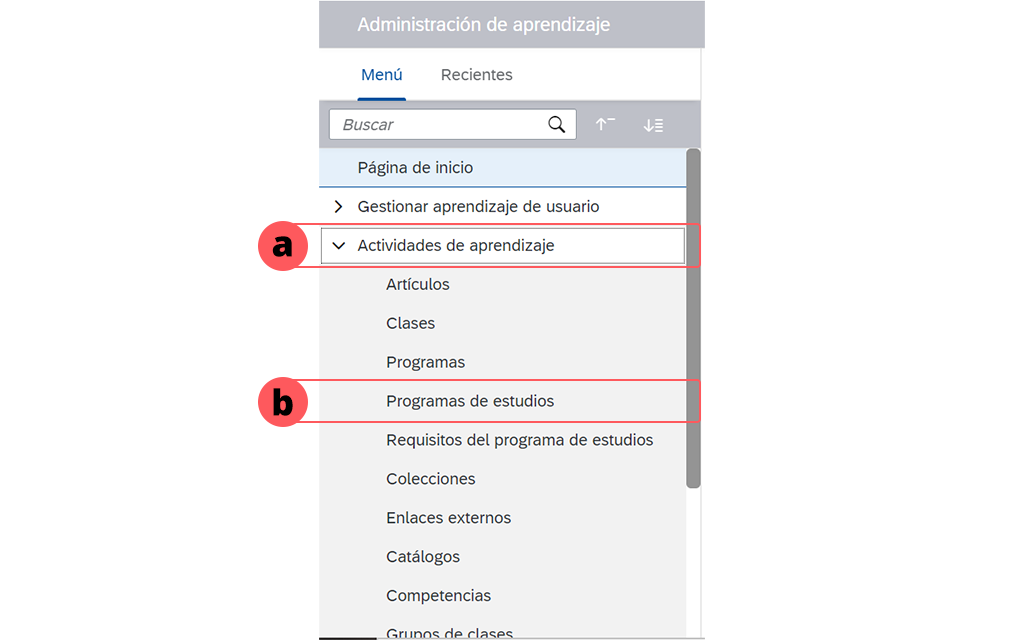 Administración de aprendizaje
Menú Recientes
Buscar
Página de inicio
Gestionar aprendizaje de usuario
a Actividades de aprendizaje
Artículos
Clases
Programas
b Programas de estudios
Requisitos del programa de estudios
Colecciones
Enlaces externos
Catálogos
Competencias
Grupos de clases